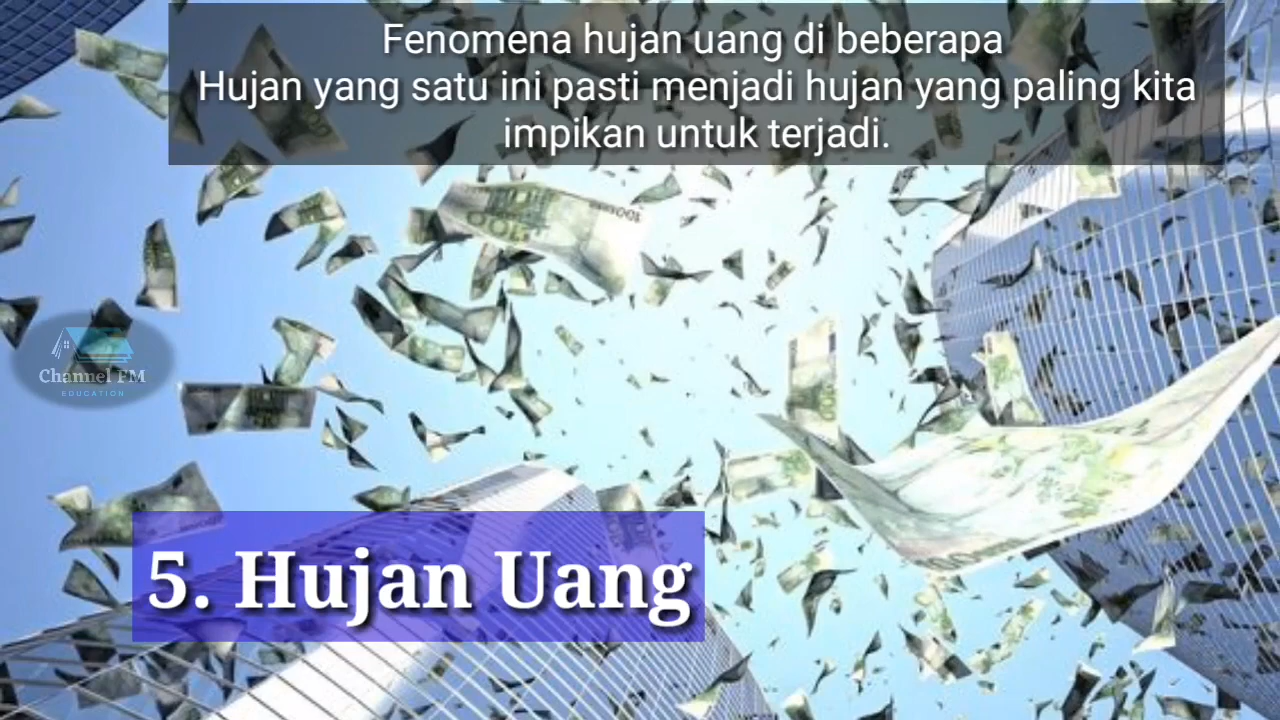 Fenomena hujan uang di beberapa
Hujan yang satu ini pasti menjadi hujan yang paling kita
impikan untuk terjadi.
Channel FM
EDUCATION
5. Hujan Uang